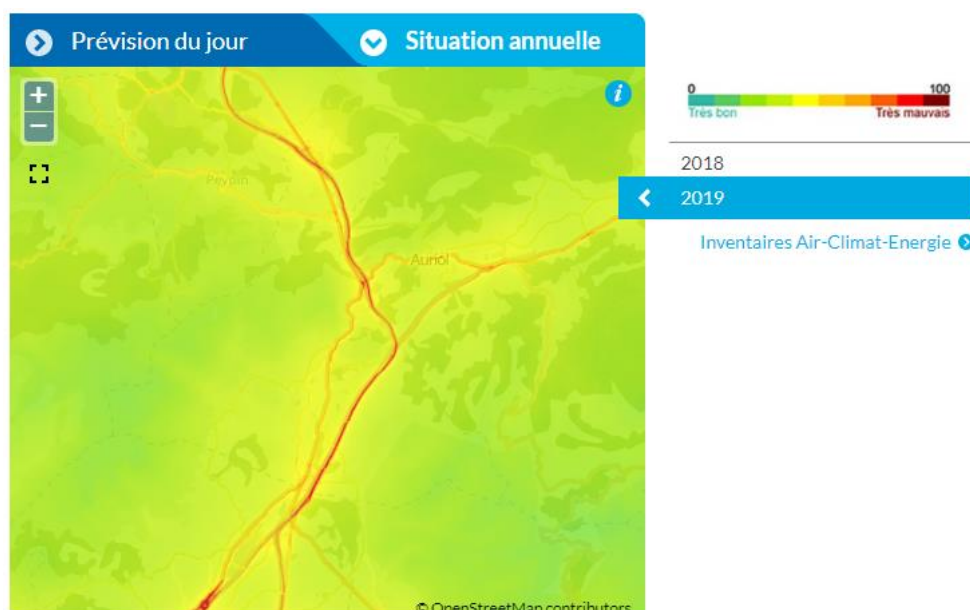 Prévision du jour
Situation annuelle
+
−
i
Peypin
Auriol
© OpenStreetMap contributors
0 100
Très bon Très mauvais
2018
2019
Inventaires Air-Climat-Energie